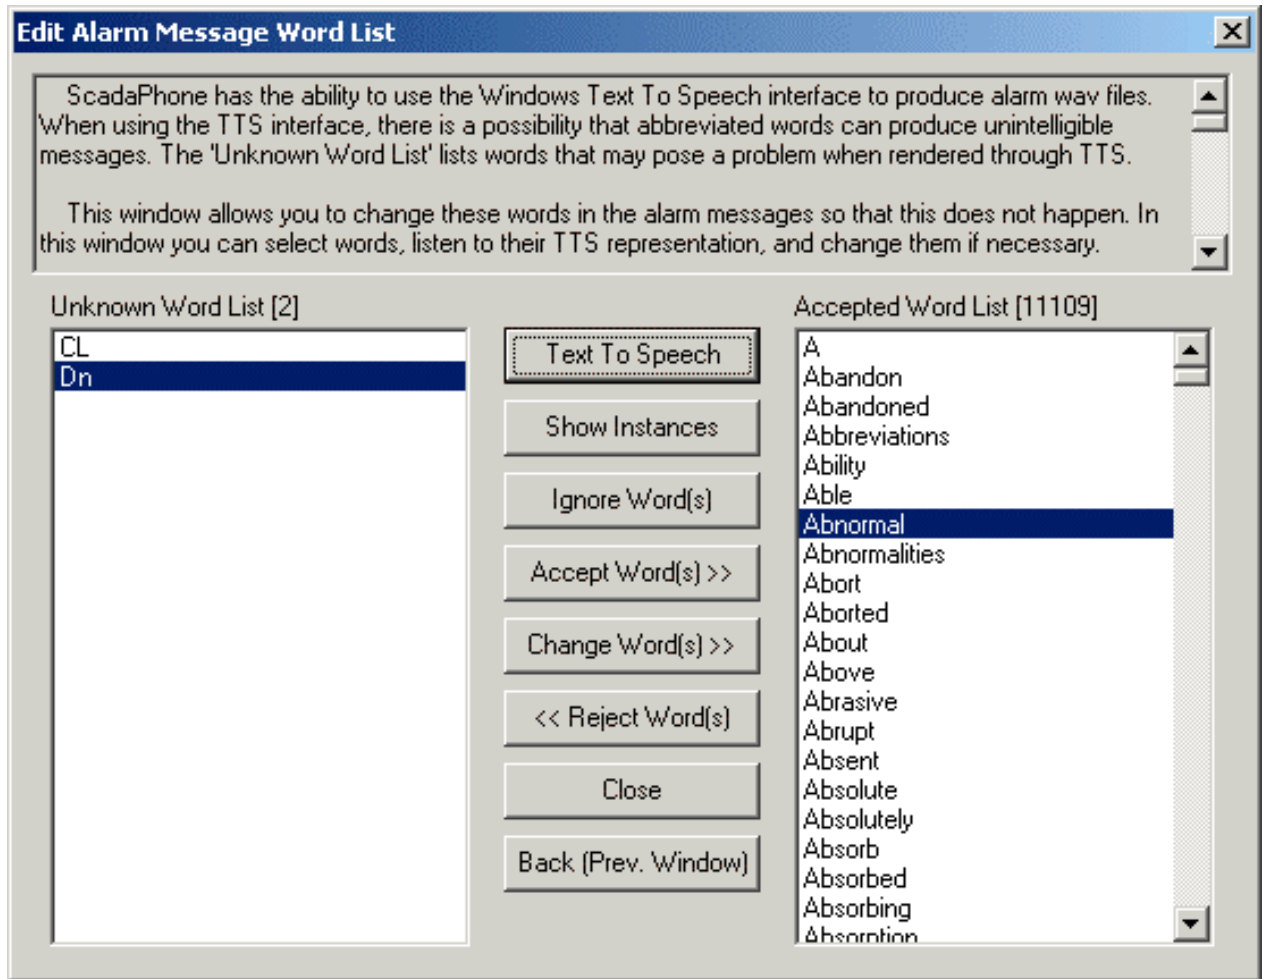 Edit Alarm Message Word List
ScadaPhone has the ability to use the Windows Text To Speech interface to produce alarm wav files.
When using the TTS interface, there is a possibility that abbreviated words can produce unintelligible
messages. The 'Unknown Word List' lists words that may pose a problem when rendered through TTS.
This window allows you to change these words in the alarm messages so that this does not happen. In
this window you can select words, listen to their TTS representation, and change them if necessary.
Unknown Word List [2]
CL
Dn
Text To Speech
Show Instances
Ignore Word(s)
Accept Word(s) >>
Change Word(s) >>
<< Reject Word(s)
Close
Back (Prev. Window)
Accepted Word List [11109]
A
Abandon
Abandoned
Abbreviations
Ability
Able
Abnormal
Abnormalities
Abort
Aborted
About
Above
Abrasive
Abrupt
Absent
Absolute
Absolutely
Absorb
Absorbed
Absorbing
Absorption